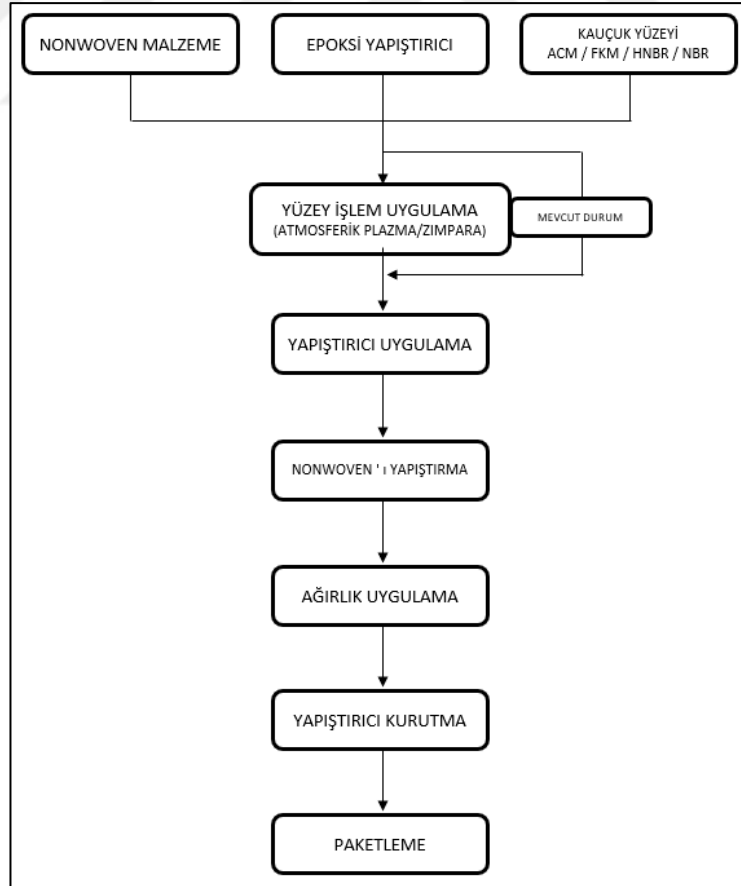 NONWOVEN MALZEME
EPOKSİ YAPIŞTIRICI
KAUÇUK YÜZEYİ
ACM / FKM / HNBR / NBR
YÜZEY İŞLEM UYGULAMA
(ATMOSFERİK PLAZMA/ZIMPARA)
MEVCUT DURUM
YAPIŞTIRICI UYGULAMA
NONWOVEN ' ı YAPIŞTIRMA
AĞIRLIK UYGULAMA
YAPIŞTIRICI KURUTMA
PAKETLEME